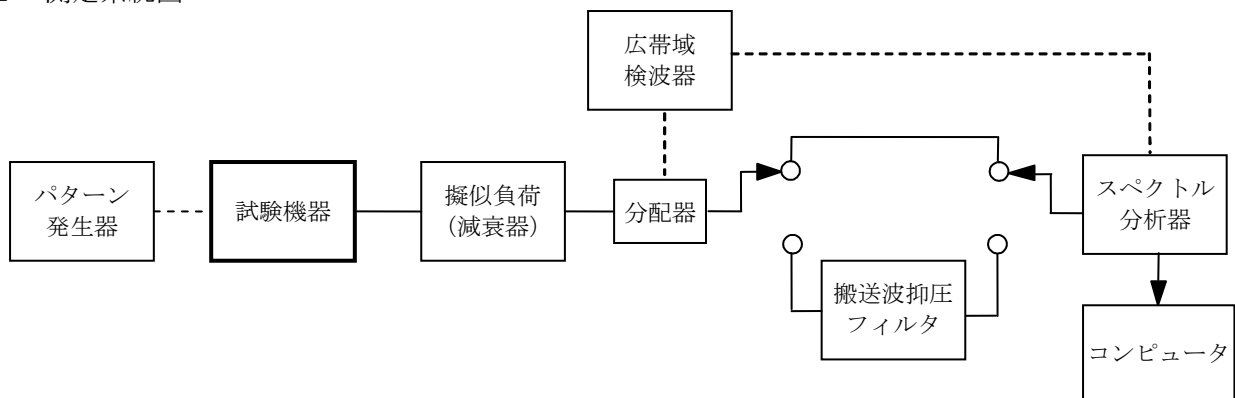 測定系統図
広帯域
検波器
パターン
発生器
試験機器
擬似負荷
(減衰器)
分配器
搬送波抑圧
フィルタ
スペクトル
分析器
コンピュータ